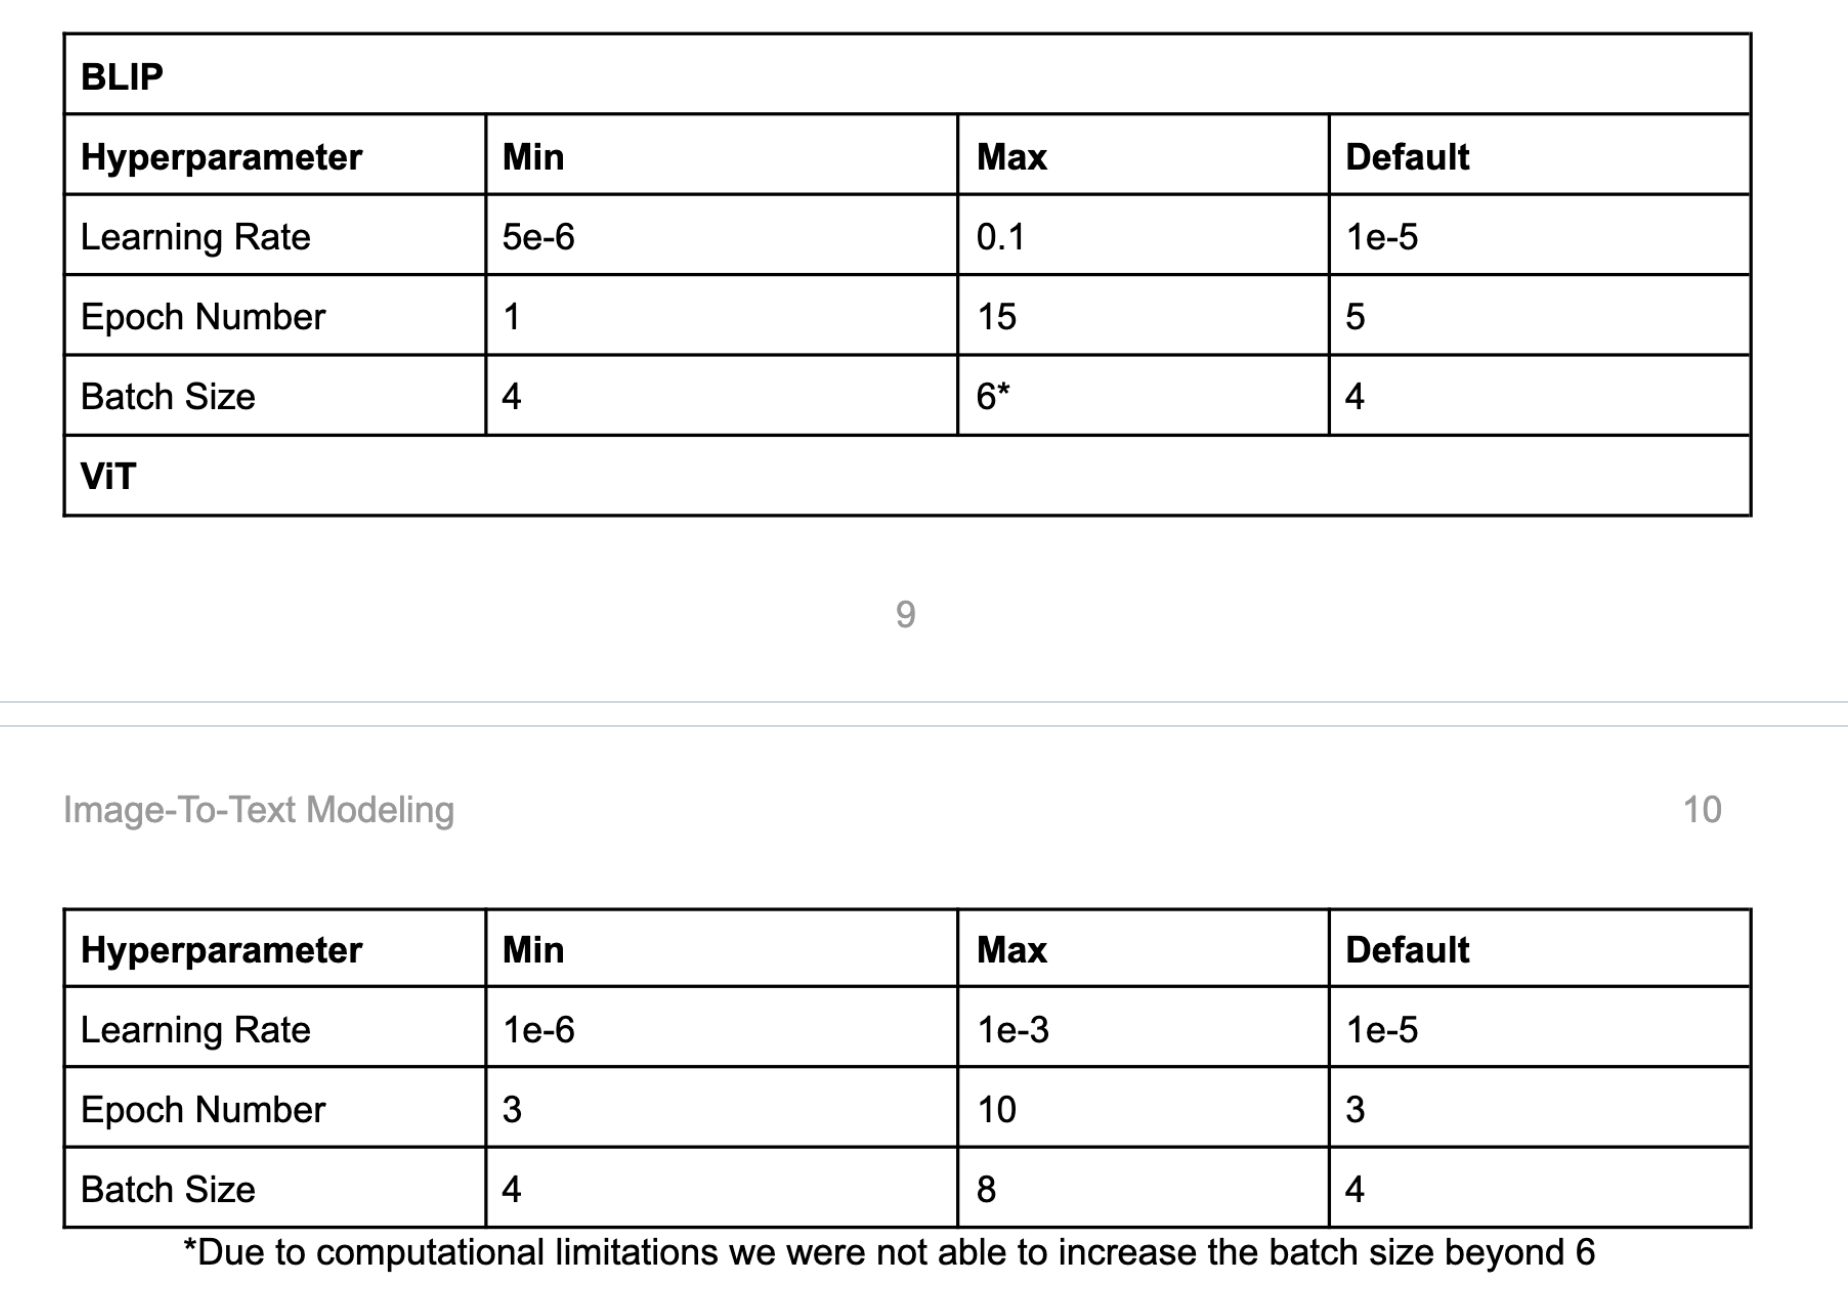 BLIP
Hyperparameter Min Max Default
Learning Rate 5e-6 0.1 1e-5
Epoch Number 1 15 5
Batch Size 4 6* 4
ViT
9
Image-To-Text Modeling 10
Hyperparameter Min Max Default
Learning Rate 1e-6 1e-3 1e-5
Epoch Number 3 10 3
Batch Size 4 8 4
*Due to computational limitations we were not able to increase the batch size beyond 6